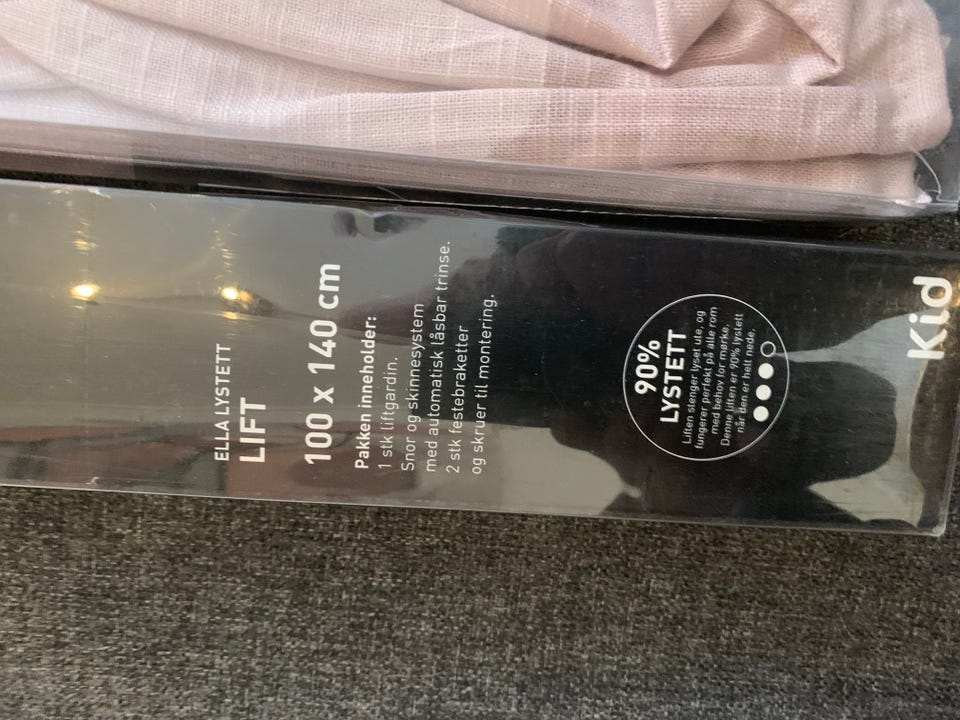 ELLA LYSTETT
LIFT
100 x 140 cm
Pakken inneholder:
1 stk liftgardin.
Snor og skinnesystem
med automatisk låsbar trinse.
2 stk festebraketter
og skruer til montering.
90%
LYSTETT
Liften stenger lyset ute, og
fungerer perfekt på alle rom
med behov for mørke.
Denne liften er 90% lystett
når den er helt nede.
Kid